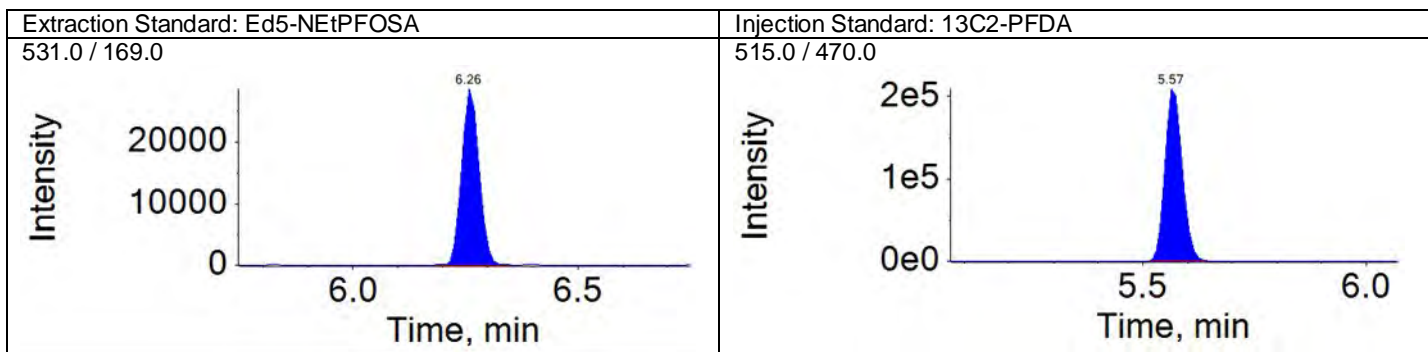 Extraction Standard: Ed5-NEtPFOSA
531.0 / 169.0
6.26
Intensity
20000
10000
0
6.0 6.5
Time, min
Injection Standard: 13C2-PFDA
515.0 / 470.0
5.57
Intensity
2e5
1e5
0e0
5.5 6.0
Time, min